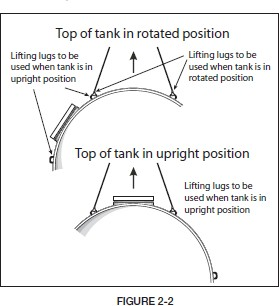 Top of tank in rotated position
Lifting lugs to be
used when tank is in
upright position
Lifting lugs to be
used when tank is in
rotated position
Top of tank in upright position
Lifting lugs to be
used when tank is in
upright position
FIGURE 2-2